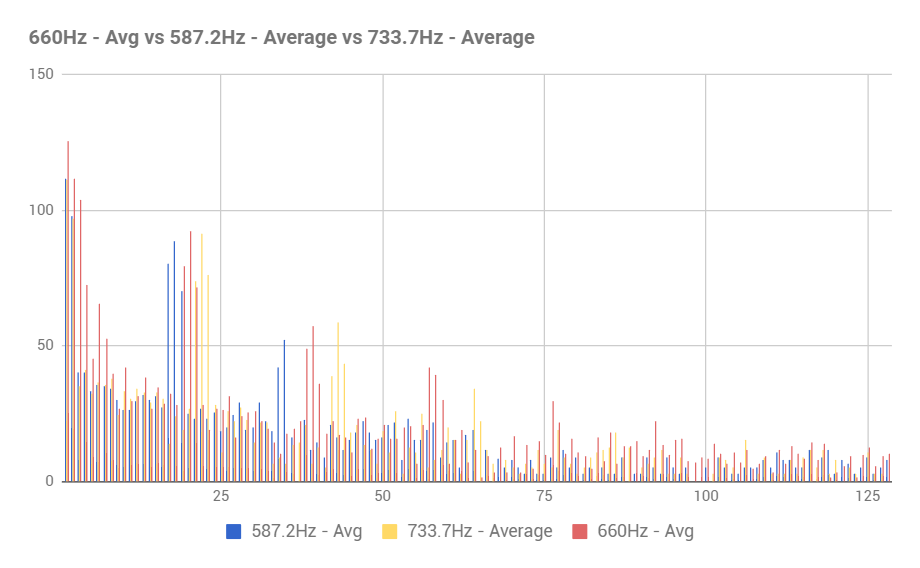 660Hz - Avg vs 587.2Hz - Average vs 733.7Hz - Average
150
100
50
0
25 50 75 100 125
587.2Hz - Avg 733.7Hz - Average 660Hz - Avg